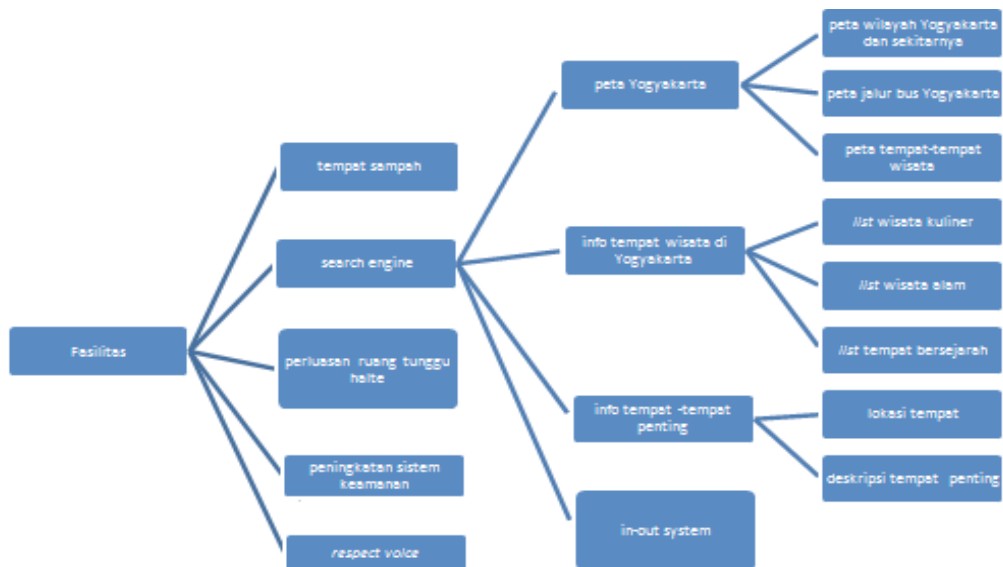 Fasilitas
tempat sampah
search engine
perluasan ruang tunggu
halte
peningkatan sistem
keamanan
respect voice
peta Yogyakarta
info tempat wisata di
Yogyakarta
info tempat -tempat
penting
in-out system
peta wilayah Yogyakarta
dan sekitarnya
peta jalur bus Yogyakarta
peta tempat-tempat
wisata
list wisata kuliner
list wisata alam
list tempat bersejarah
lokasi tempat
deskripsi tempat penting